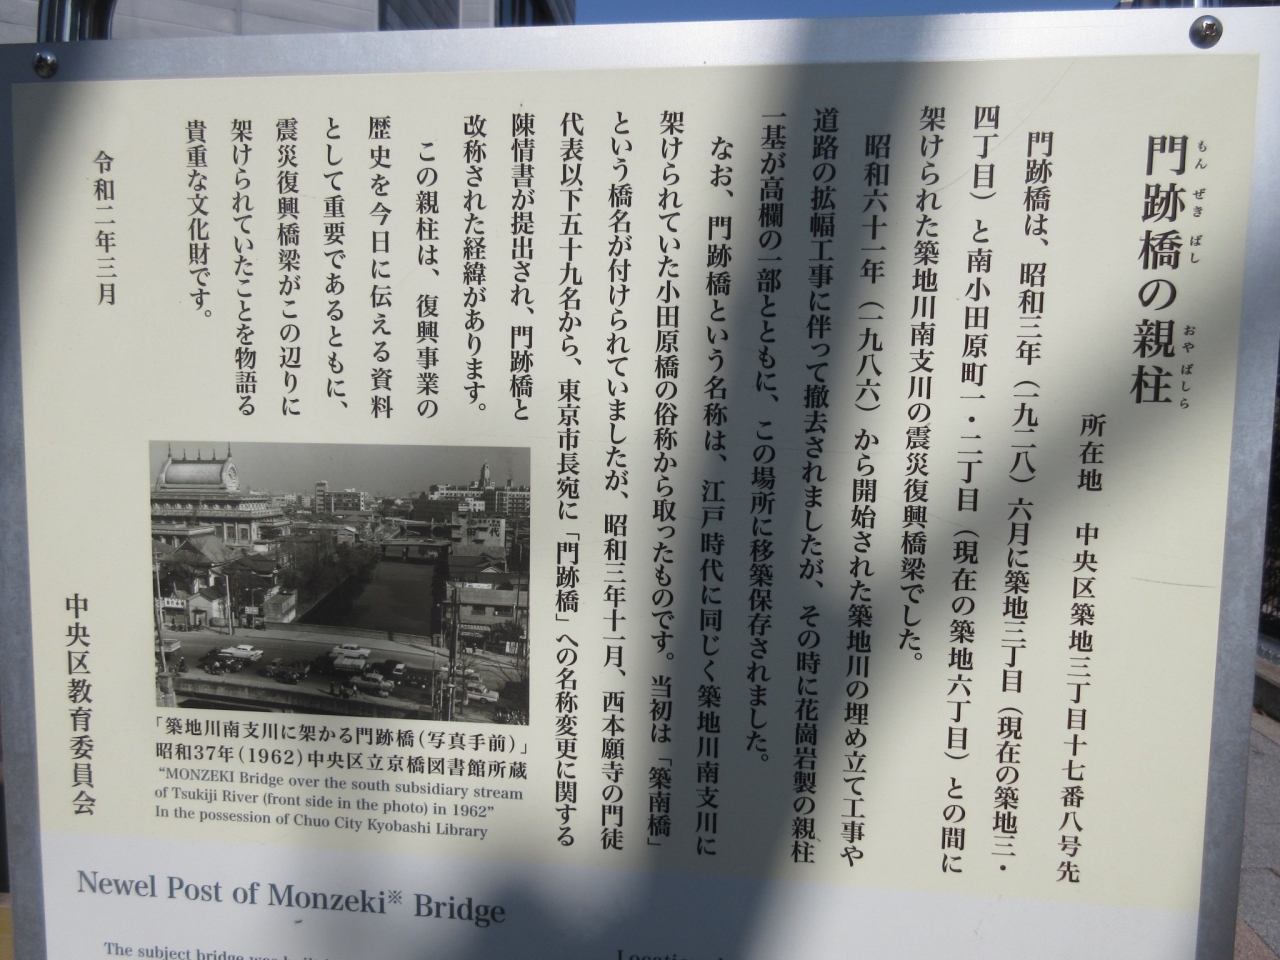 門跡橋の親柱
もん ぜき ばし おやばしら
所在地 中央区築地三丁目十七番八号先
門跡橋は、昭和三年(一九二八)六月に築地三丁目(現在の築地三・
四丁目)と南小田原町一・二丁目(現在の築地六丁目)との間に
架けられた築地川南支川の震災復興橋梁でした。
昭和六十一年(一九八六)から開始された築地川の埋め立て工事や
道路の拡幅工事に伴って撤去されましたが、その時に花崗岩製の親柱
一基が高欄の一部とともに、この場所に移築保存されました。
なお、門跡橋という名称は、江戸時代に同じく築地川南支川に
架けられていた小田原橋の俗称から取ったものです。当初は「築南橋」
という橋名が付けられていましたが、昭和三年十一月、西本願寺の門徒
代表以下五十九名から、東京市長宛に「門跡橋」への名称変更に関する
陳情書が提出され、門跡橋と
改称された経緯があります。
この親柱は、復興事業の
歴史を今日に伝える資料
として重要であるともに、
震災復興橋梁がこの辺りに
架けられていたことを物語る
貴重な文化財です。
令和二年三月
中央区教育委員会
「築地川南支川に架かる門跡橋(写真手前)」
昭和37年(1962)中央区立京橋図書館所蔵
“MONZEKI Bridge over the south subsidiary stream
of Tsukiji River (front side in the photo) in 1962”
In the possession of Chuo City Kyobashi Library
Newel Post of Monzeki※ Bridge
The subject bridge was